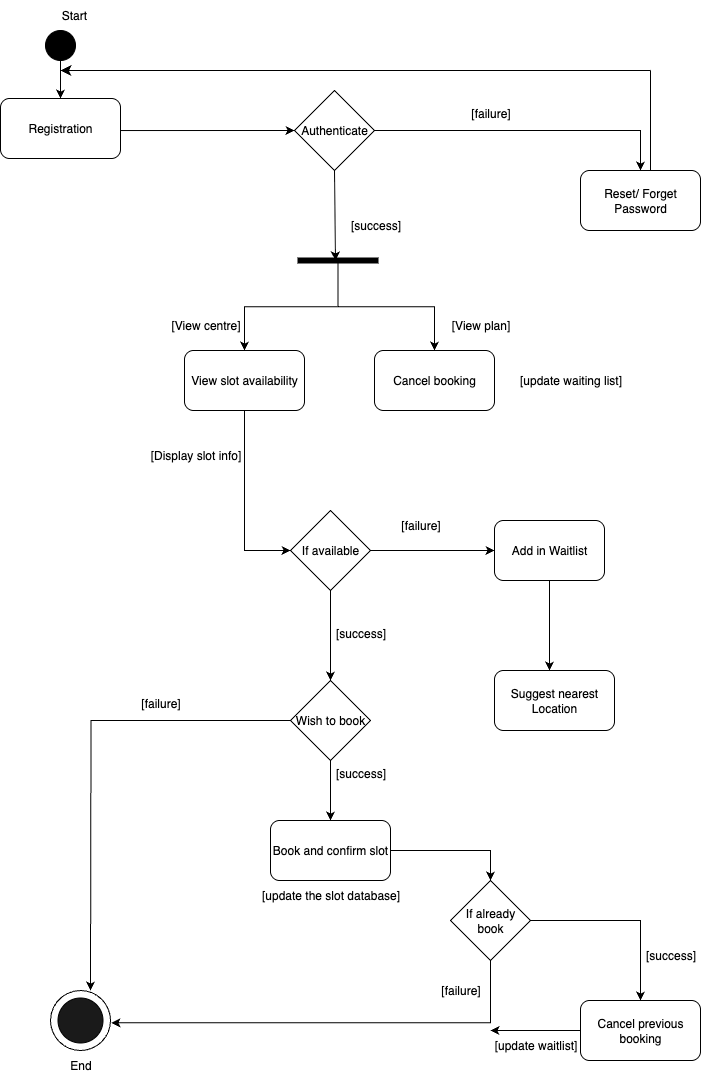 Start
Registration
Authenticate
[failure]
Reset/ Forget
Password
[success]
[View centre]
[View plan]
View slot availability
Cancel booking
[update waiting list]
[Display slot info]
[failure]
If available
Add in Waitlist
[success]
Suggest nearest
Location
[failure]
Wish to book
[success]
Book and confirm slot
[update the slot database]
If already
book
[success]
[failure]
Cancel previous
booking
[update waitlist]
End